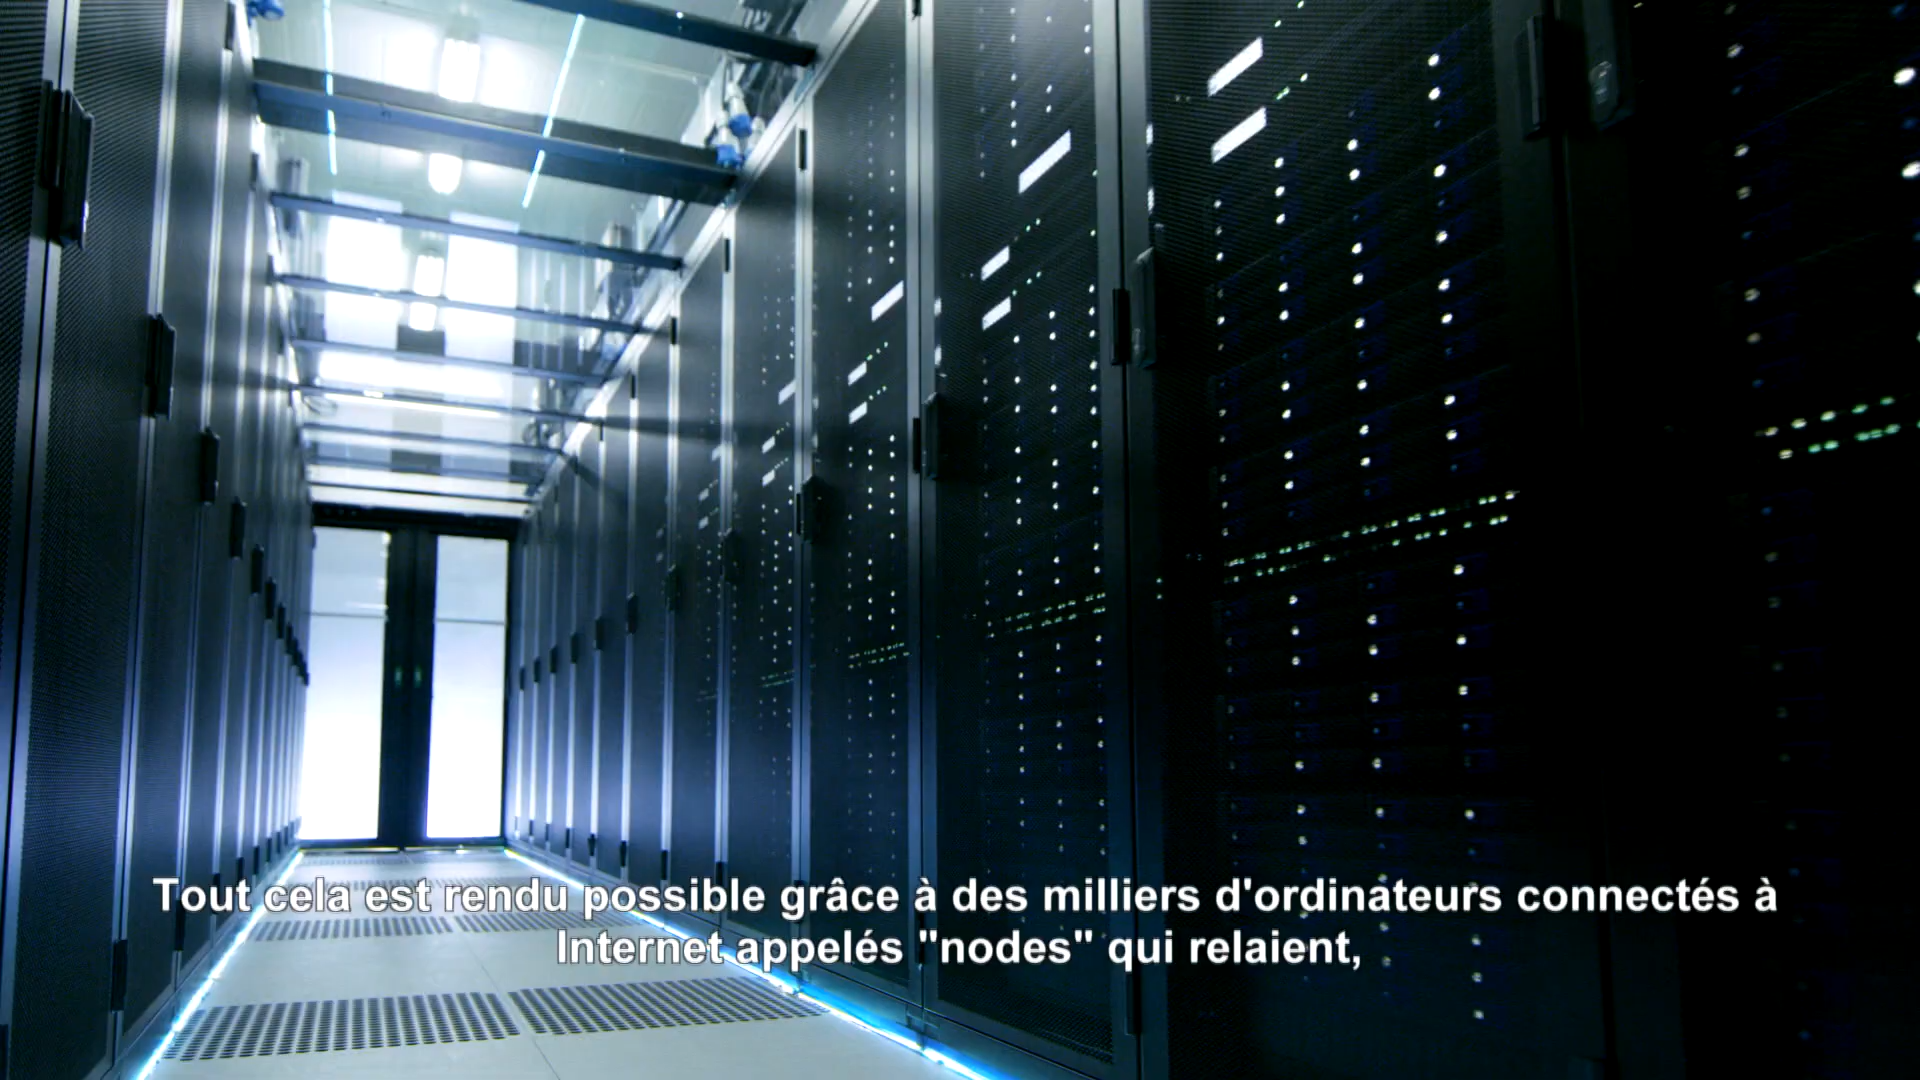 Tout cela est rendu possible grâce à des milliers d'ordinateurs connectés à
Internet appelés "nodes" qui relaient,